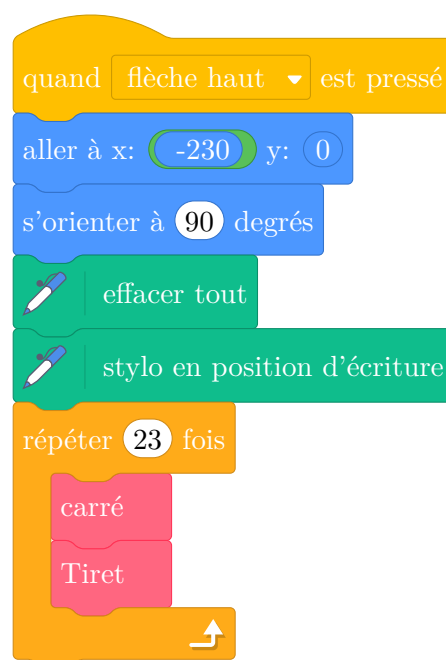 quand flèche haut est pressé
aller à x: -230 y: 0
s'orienter à 90 degrés
effacer tout
stylo en position d'écriture
répéter 23 fois
carré
Tiret